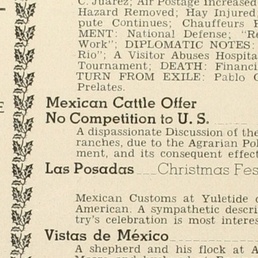 C. Juarez; Air Postage Increased
Hazard Removed; Hay Injured
pute Continues; Chauffeurs H
MENT: National Defense; "Re
Work"; DIPLOMATIC NOTES:
Rio"; A Visitor Abuses Hospita
Tournament; DEATH: Financi
TURN FROM EXILE: Pablo G
Prelates.
Mexican Cattle Offer
No Competition to U. S.
A dispassionate Discussion of the
ranches, due to the Agrarian Pol
ment, and its consequent effect
Las Posadas Christmas Fes
Mexican Customs at Yuletide d
American. A sympathetic descri
try's celebration is most interes
Vistas de México
A shepherd and his flock at A